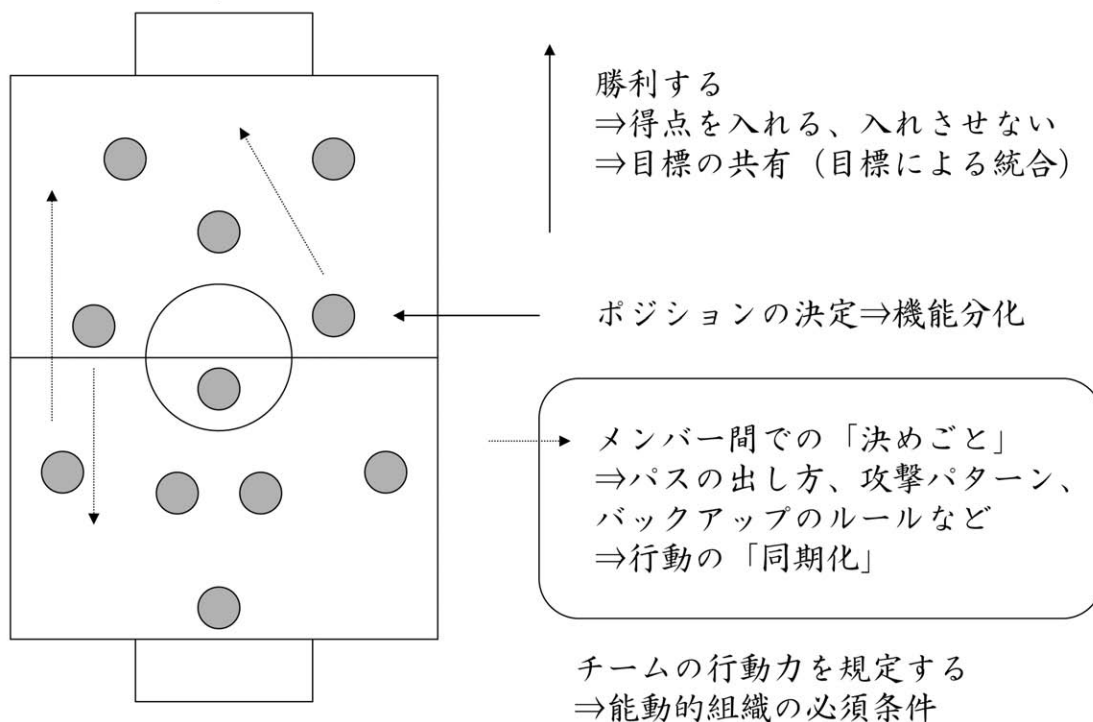 勝利する
⇒得点を入れる、入れさせない
⇒目標の共有（目標による統合）
ポジションの決定⇒機能分化
メンバー間での「決めごと」
⇒パスの出し方、攻撃パターン、
バックアップのルールなど
⇒行動の「同期化」
チームの行動力を規定する
⇒能動的組織の必須条件